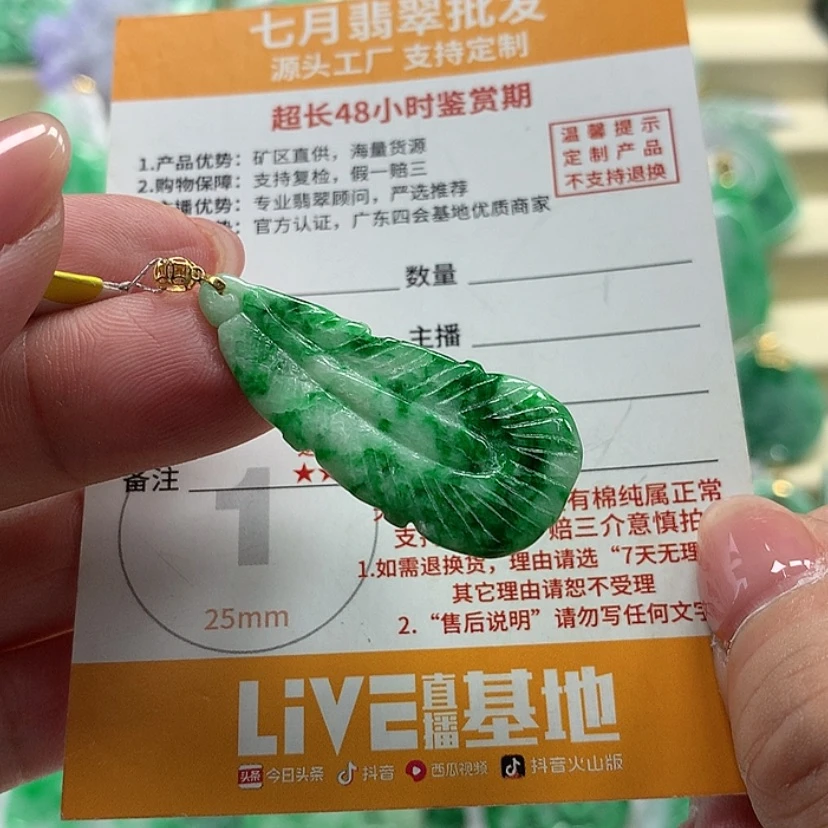 七月翡翠批发
源头工厂 支持定制
超长48小时鉴赏期
温馨提示
定制产品
不支持退换
1.产品优势：矿区直供，海量货源
2.购物保障：支持复检，假一赔三
主播优势：专业翡翠顾问，严选推荐
势：官方认证，广东四会基地优质商家
数量
主播
备注
1
25mm
★
有棉纯属正常
支 赔三介意慎拍
1.如需退换货，理由请选“7天无理
其它理由请恕不受理
2.“售后说明”请勿写任何文字
LiVE直播基地
头条 今日头条 抖音 西瓜视频 抖音火山版